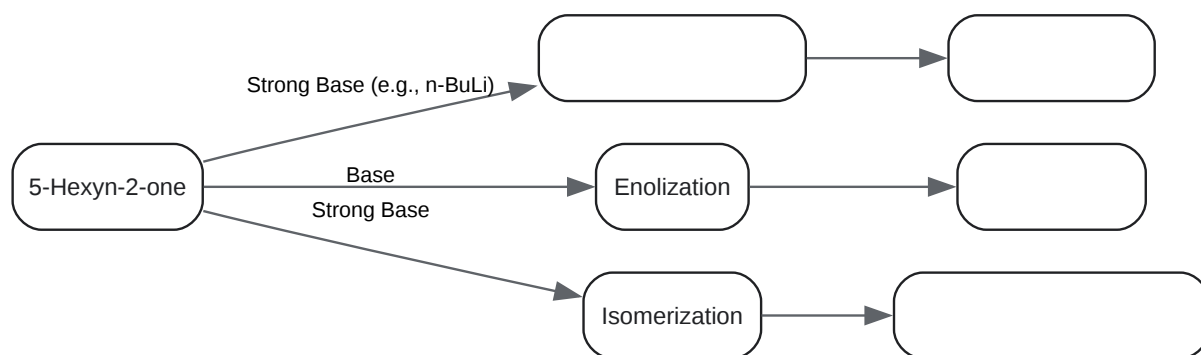 Strong Base (e.g., n-BuLi)
5-Hexyn-2-one
Base
Enolization
Strong Base
Isomerization